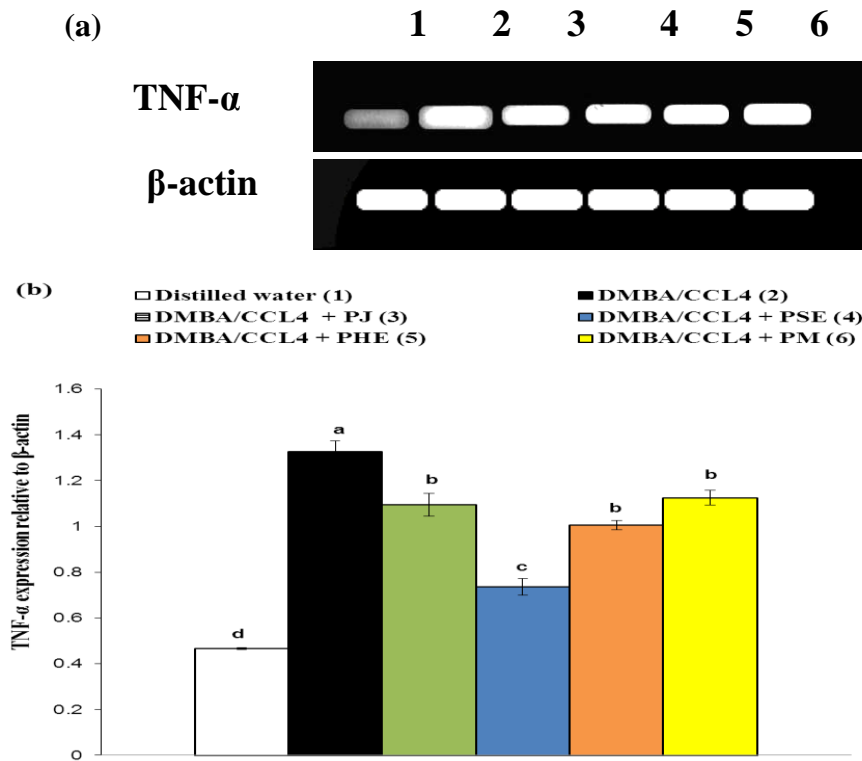 (a) 1 2 3 4 5 6
TNF-α
β-actin
(b)
Distilled water (1) DMBA/CCL4 (2)
DMBA/CCL4 + PJ (3) DMBA/CCL4 + PSE (4)
DMBA/CCL4 + PHE (5) DMBA/CCL4 + PM (6)
TNF-α expression relative to β-actin
1.6
1.4
1.2
1
0.8
0.6
0.4
0.2
0
d
a
b
c
b
b